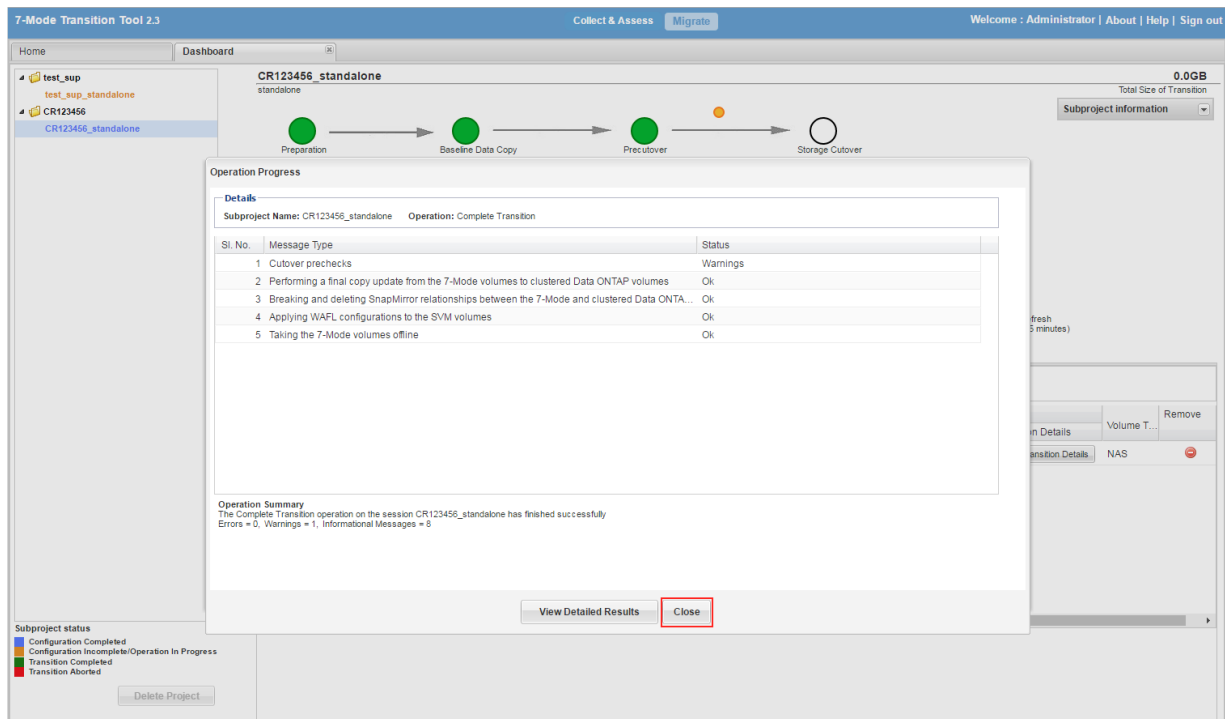 7-Mode Transition Tool 2.3
Collect & Assess Migrate
Welcome : Administrator | About | Help | Sign out
Home Dashboard
test_sup
test_sup_standalone
CR123456
CR123456_standalone
CR123456_standalone 0.0GB
standalone Total Size of Transition
Subproject information
Preparation Baseline Data Copy Precutover Storage Cutover
Operation Progress
Details
Subproject Name: CR123456_standalone Operation: Complete Transition
Sl. No. Message Type Status
1 Cutover prechecks Warnings
2 Performing a final copy update from the 7-Mode volumes to clustered Data ONTAP volumes Ok
3 Breaking and deleting SnapMirror relationships between the 7-Mode and clustered Data ONTA... Ok
4 Applying WAFL configurations to the SVM volumes Ok
5 Taking the 7-Mode volumes offline Ok
efresh
5 minutes)
Remove
Volume T...
on Details
ansition Details NAS
Operation Summary
The Complete Transition operation on the session CR123456_standalone has finished successfully
Errors = 0, Warnings = 1, Informational Messages = 8
View Detailed Results Close
Subproject status
Configuration Completed
Configuration Incomplete/Operation In Progress
Transition Completed
Transition Aborted
Delete Project